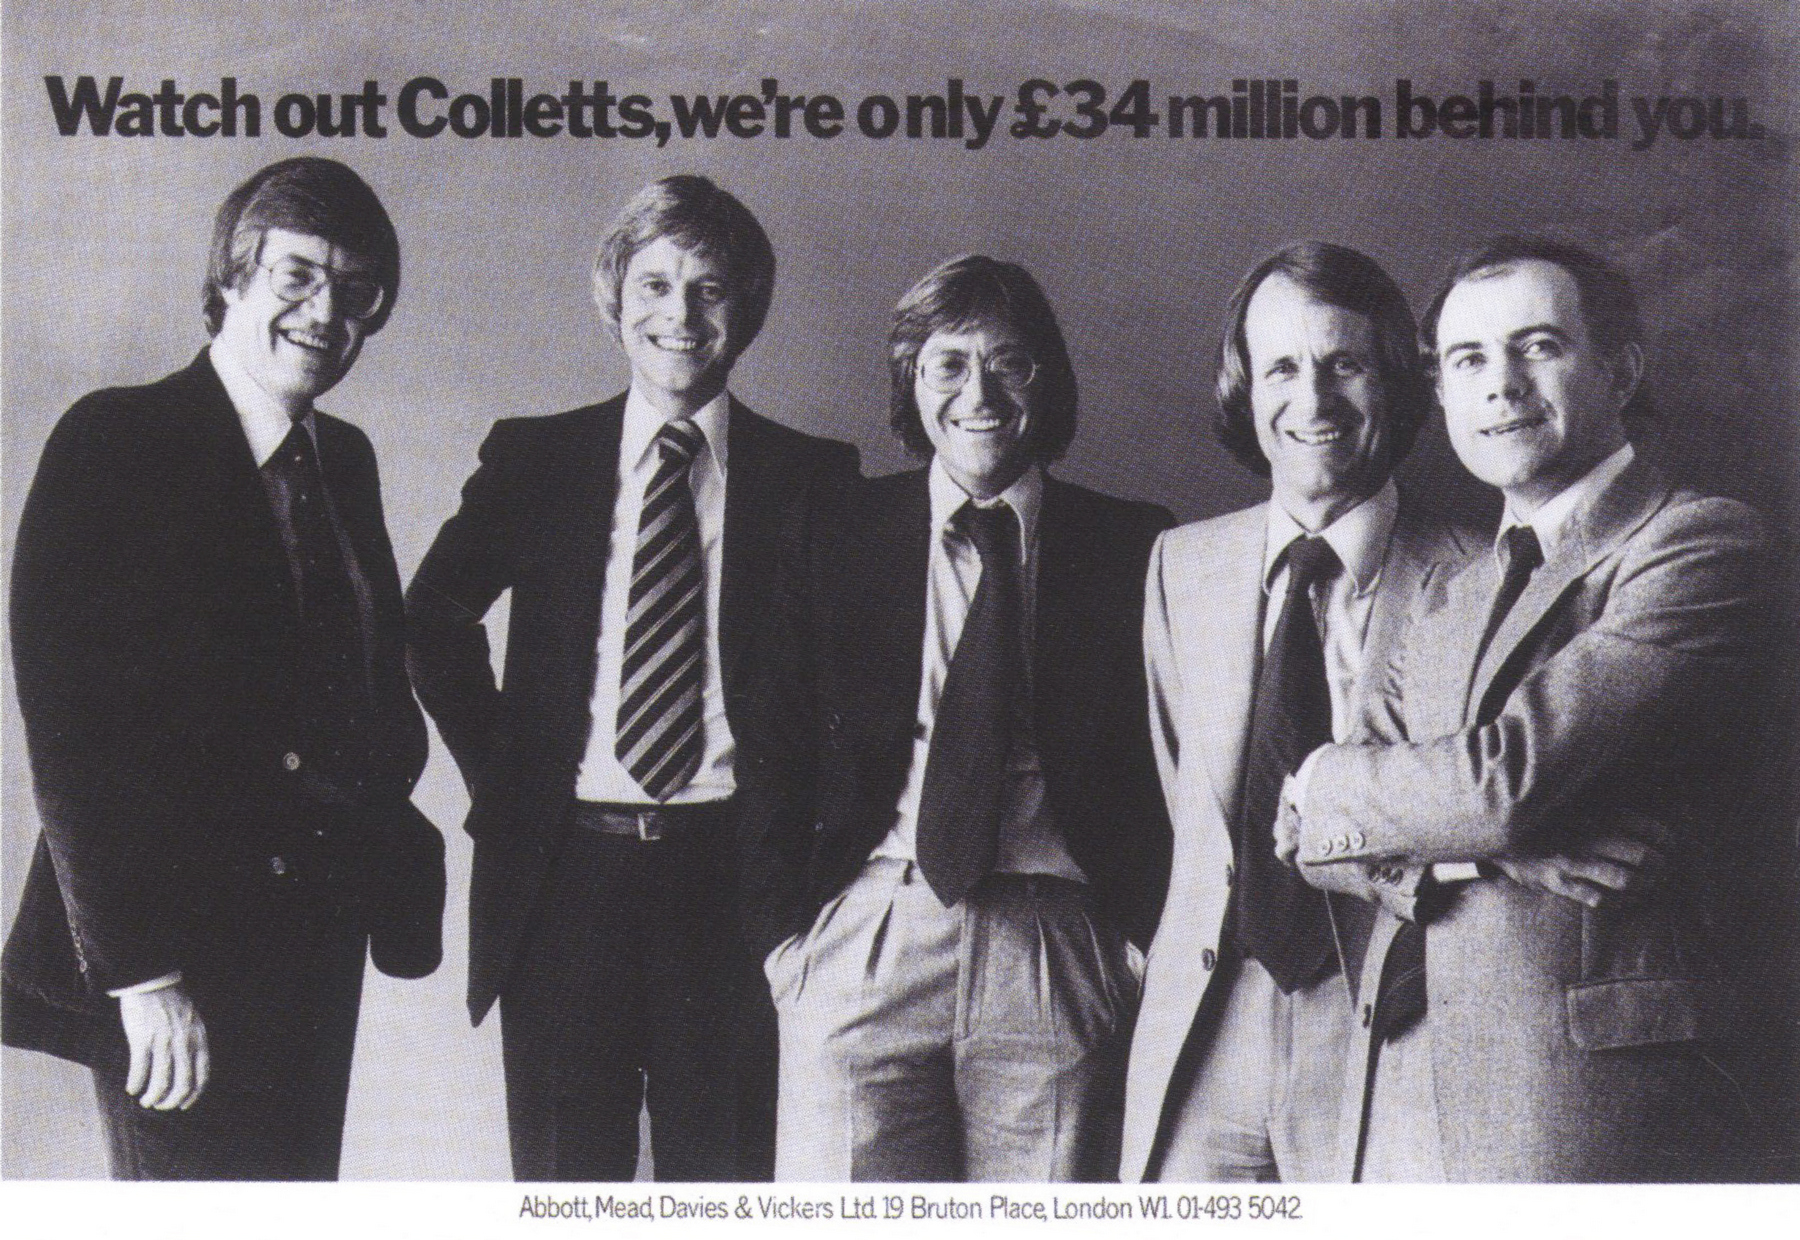 Watch out Colletts, we're only £34 million behind you.
Abbott, Mead, Davies & Vickers Ltd. 19 Bruton Place, London W1. 01-493 5042